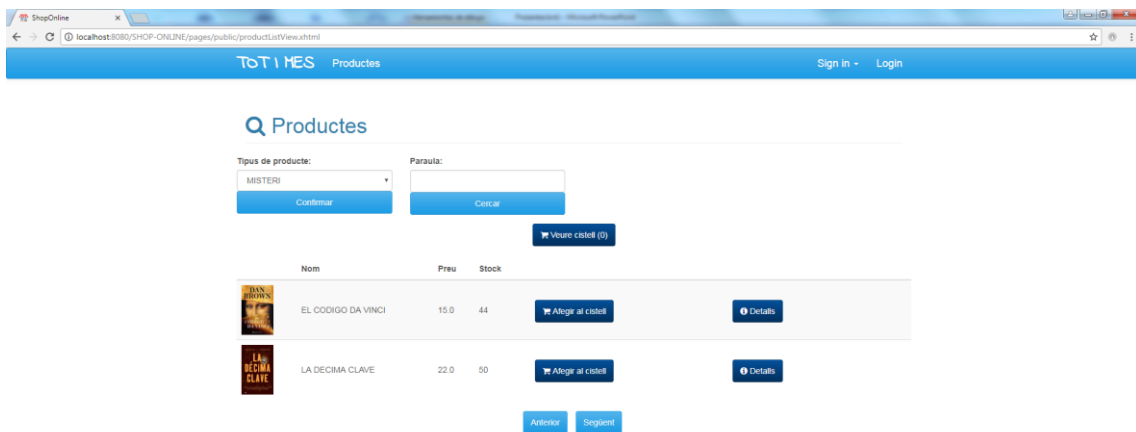 ShopOnline
localhost:8080/SHOP-ONLINE/pages/public/productListView.xhtml
TOT I MES Productes Sign in Login
Productes
Tipus de producte: Paraula:
MISTERI
Confirmar Cercar
Veure cistell (0)
Nom Preu Stock
DAN
BROWN
EL CODIGO DA VINCI 15.0 44 Afegir al cistell Detalls
LA
DÉCIMA
CLAVE
LA DECIMA CLAVE 22.0 50 Afegir al cistell Detalls
Anterior Següent